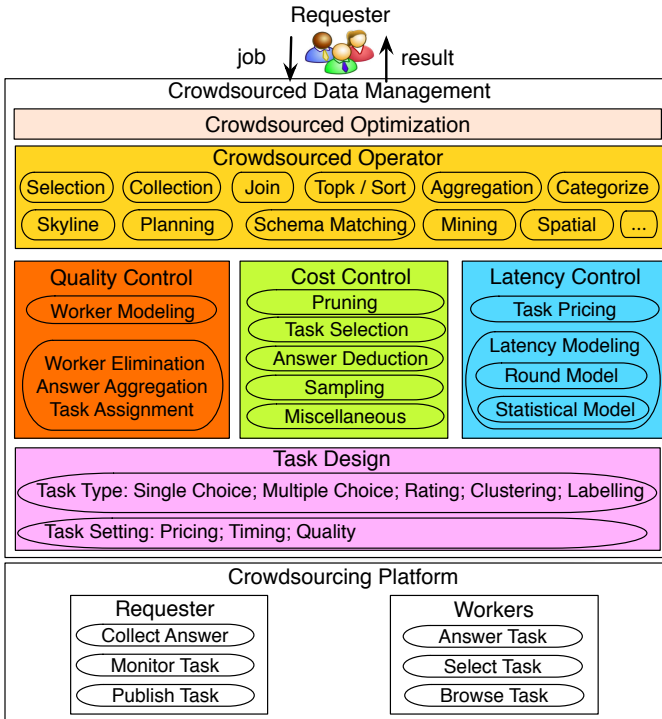 Requester
job
result
Crowdsourced Data Management
Crowdsourced Optimization
Crowdsourced Operator
Selection Collection Join Topk / Sort Aggregation Categorize
Skyline Planning Schema Matching Mining Spatial ...
Quality Control
Worker Modeling
Worker Elimination
Answer Aggregation
Task Assignment
Cost Control
Pruning
Task Selection
Answer Deduction
Sampling
Miscellaneous
Latency Control
Task Pricing
Latency Modeling
Round Model
Statistical Model
Task Design
Task Type: Single Choice; Multiple Choice; Rating; Clustering; Labelling
Task Setting: Pricing; Timing; Quality
Crowdsourcing Platform
Requester
Collect Answer
Monitor Task
Publish Task
Workers
Answer Task
Select Task
Browse Task